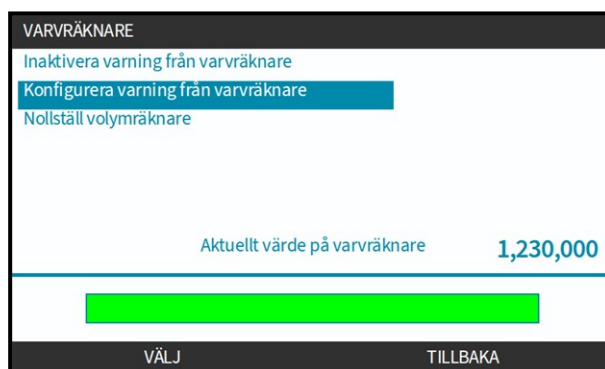 VARVRÄKNARE
Inaktivera varning från varvräknare
Konfigurera varning från varvräknare
Nollställ volymräknare
Aktuellt värde på varvräknare 1,230,000
VÄLJ TILLBAKA